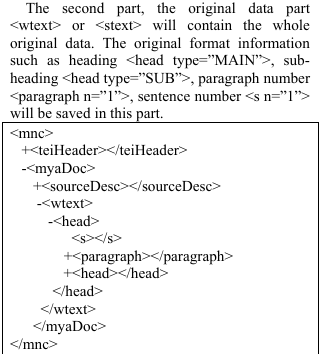 The second part, the original data part
<wtext> or <stext> will contain the whole
original data. The original format information
such as heading <head type=”MAIN”>, sub-
heading <head type=”SUB”>, paragraph number
<paragraph n=”1”>, sentence number <s n=”1”>
will be saved in this part.
<mnc>
+<teiHeader></teiHeader>
-<myaDoc>
+<sourceDesc></sourceDesc>
-<wtext>
-<head>
<s></s>
+<paragraph></paragraph>
+<head></head>
</head>
</wtext>
</myaDoc>
</mnc>